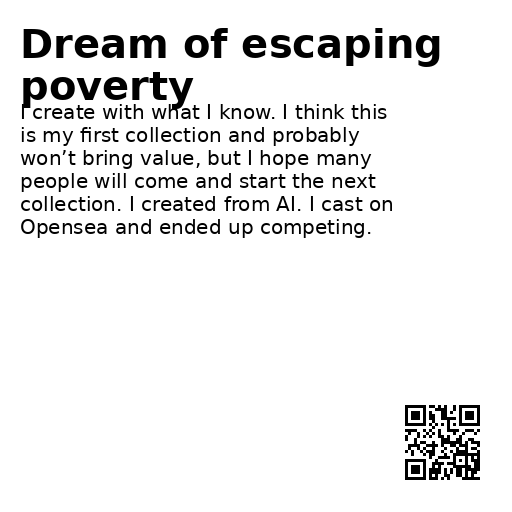 Dream of escaping
poverty
I create with what I know. I think this
is my first collection and probably
won’t bring value, but I hope many
people will come and start the next
collection. I created from AI. I cast on
Opensea and ended up competing.